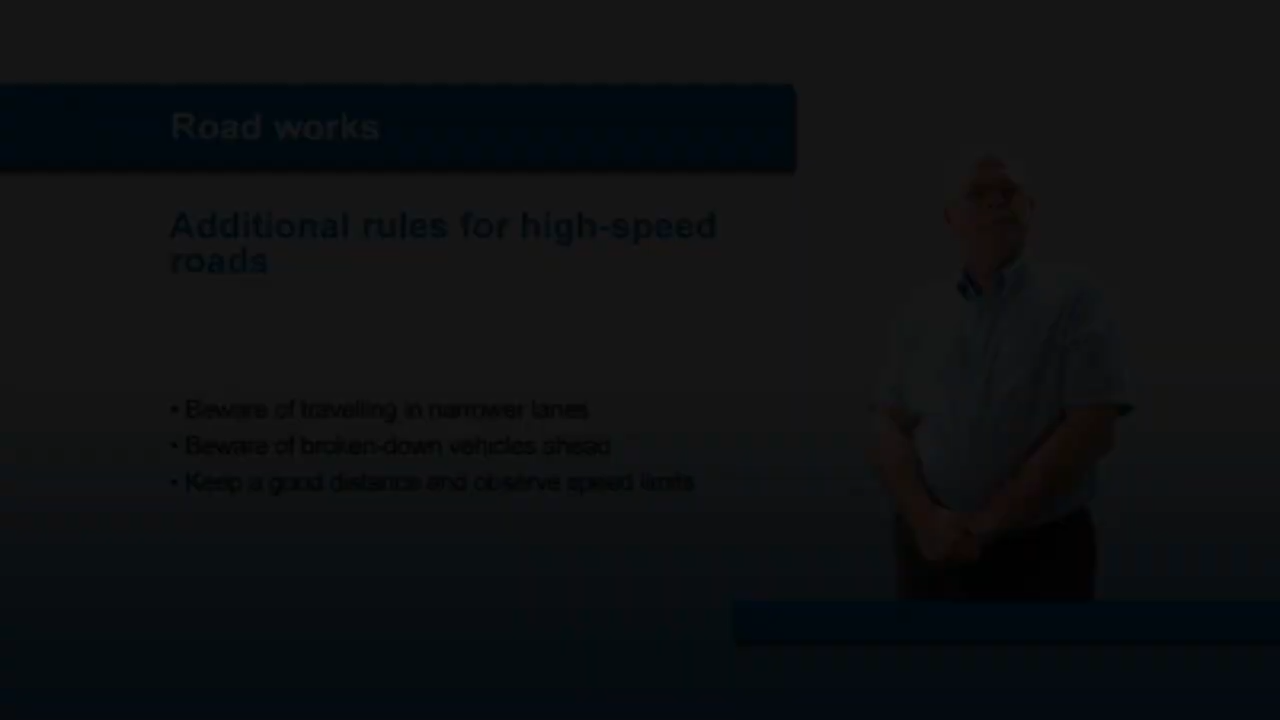 Road works
Additional rules for high-speed
roads
• Beware of travelling in narrower lanes
• Beware of broken-down vehicles ahead
• Keep a good distance and observe speed limits